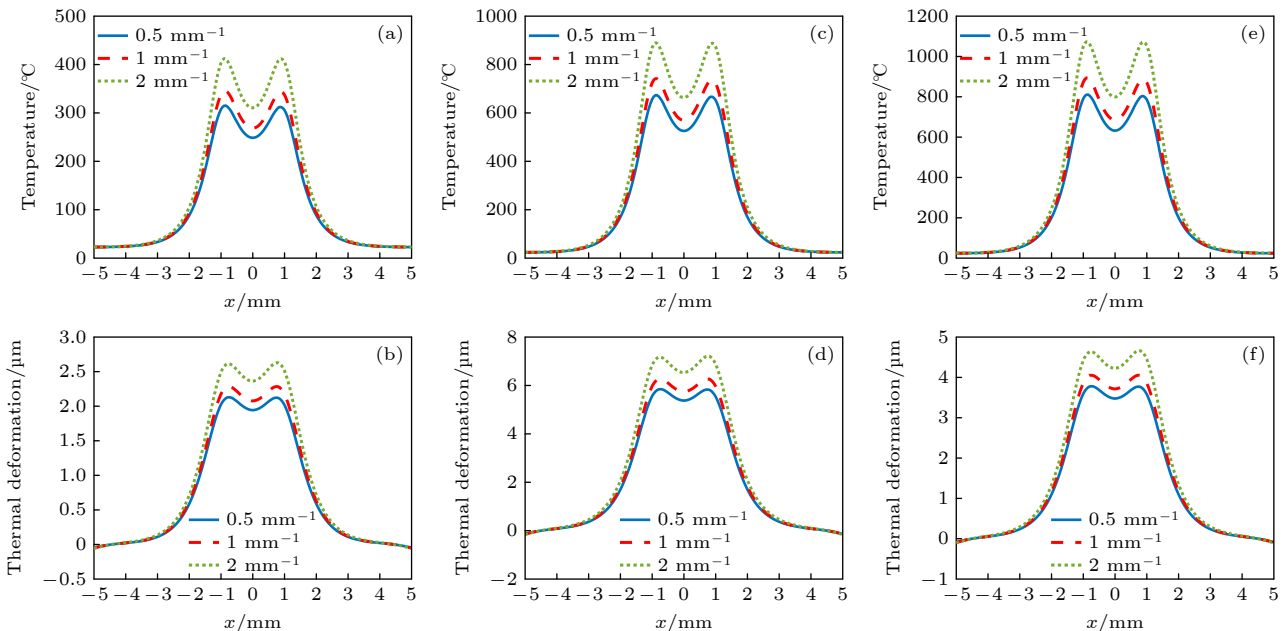 (a)
0.5 mm⁻¹
1 mm⁻¹
2 mm⁻¹
Temperature/℃
500
400
300
200
100
0
−5 −4 −3 −2 −1 0 1 2 3 4 5
x/mm
(c)
0.5 mm⁻¹
1 mm⁻¹
2 mm⁻¹
Temperature/℃
1000
800
600
400
200
0
−5 −4 −3 −2 −1 0 1 2 3 4 5
x/mm
(e)
0.5 mm⁻¹
1 mm⁻¹
2 mm⁻¹
Temperature/℃
1200
1000
800
600
400
200
0
−5 −4 −3 −2 −1 0 1 2 3 4 5
x/mm
(b)
Thermal deformation/μm
3.0
2.5
2.0
1.5
1.0
0.5
0
−0.5
0.5 mm⁻¹
1 mm⁻¹
2 mm⁻¹
−5 −4 −3 −2 −1 0 1 2 3 4 5
x/mm
(d)
Thermal deformation/μm
8
6
4
2
0
−2
0.5 mm⁻¹
1 mm⁻¹
2 mm⁻¹
−5 −4 −3 −2 −1 0 1 2 3 4 5
x/mm
(f)
Thermal deformation/μm
5
4
3
2
1
0
−1
0.5 mm⁻¹
1 mm⁻¹
2 mm⁻¹
−5 −4 −3 −2 −1 0 1 2 3 4 5
x/mm